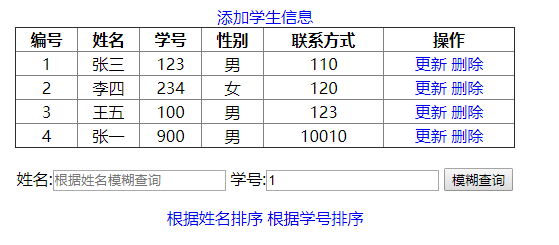 添加学生信息
编号 姓名 学号 性别 联系方式 操作
1 张三 123 男 110 更新 删除
2 李四 234 女 120 更新 删除
3 王五 100 男 123 更新 删除
4 张一 900 男 10010 更新 删除
姓名:根据姓名模糊查询 学号:1 模糊查询
根据姓名排序 根据学号排序